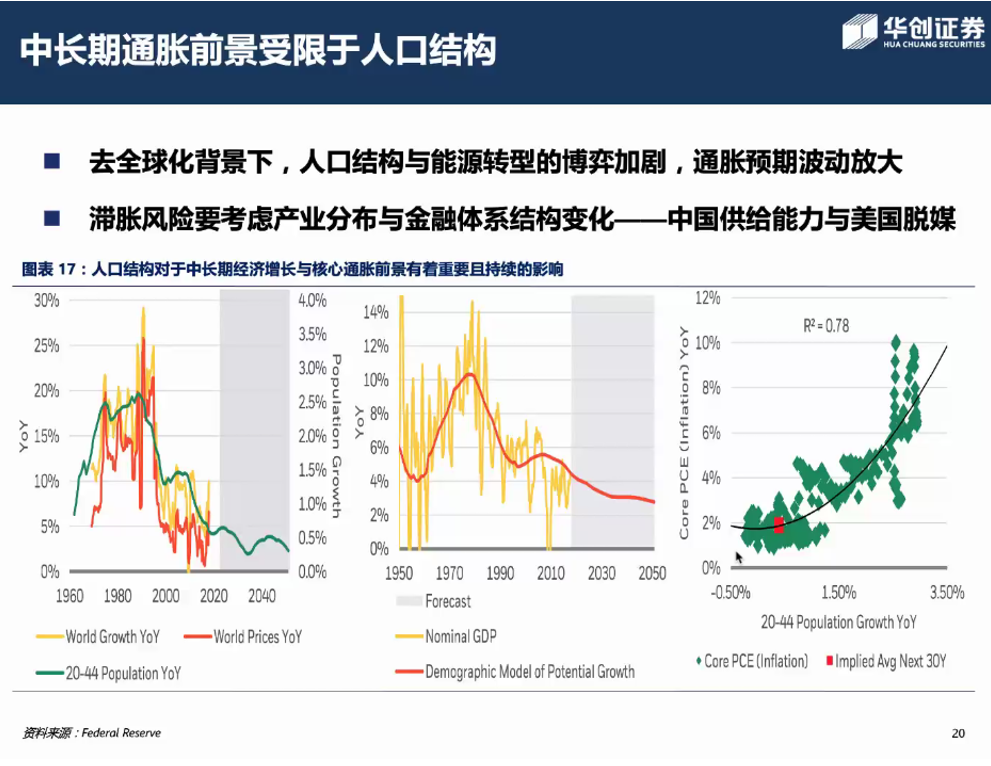 中长期通胀前景受限于人口结构
华创证券
HUA CHUANG SECURITIES
去全球化背景下，人口结构与能源转型的博弈加剧，通胀预期波动放大
滞胀风险要考虑产业分布与金融体系结构变化——中国供给能力与美国脱媒
图表 17：人口结构对于中长期经济增长与核心通胀前景有着重要且持续的影响
30%
25%
20%
15%
10%
5%
0%
YoY
4.0%
3.5%
3.0%
2.5%
2.0%
1.5%
1.0%
0.5%
0.0%
Population Growth
1960 1980 2000 2020 2040
World Growth YoY
World Prices YoY
20-44 Population YoY
14%
12%
10%
8%
6%
4%
2%
0%
YoY
1950 1970 1990 2010 2030 2050
Forecast
Nominal GDP
Demographic Model of Potential Growth
12%
10%
8%
6%
4%
2%
0%
Core PCE (Inflation) YoY
R² = 0.78
-0.50% 1.50% 3.50%
20-44 Population Growth YoY
Core PCE (Inflation)
Implied Avg Next 30Y
资料来源：Federal Reserve
20